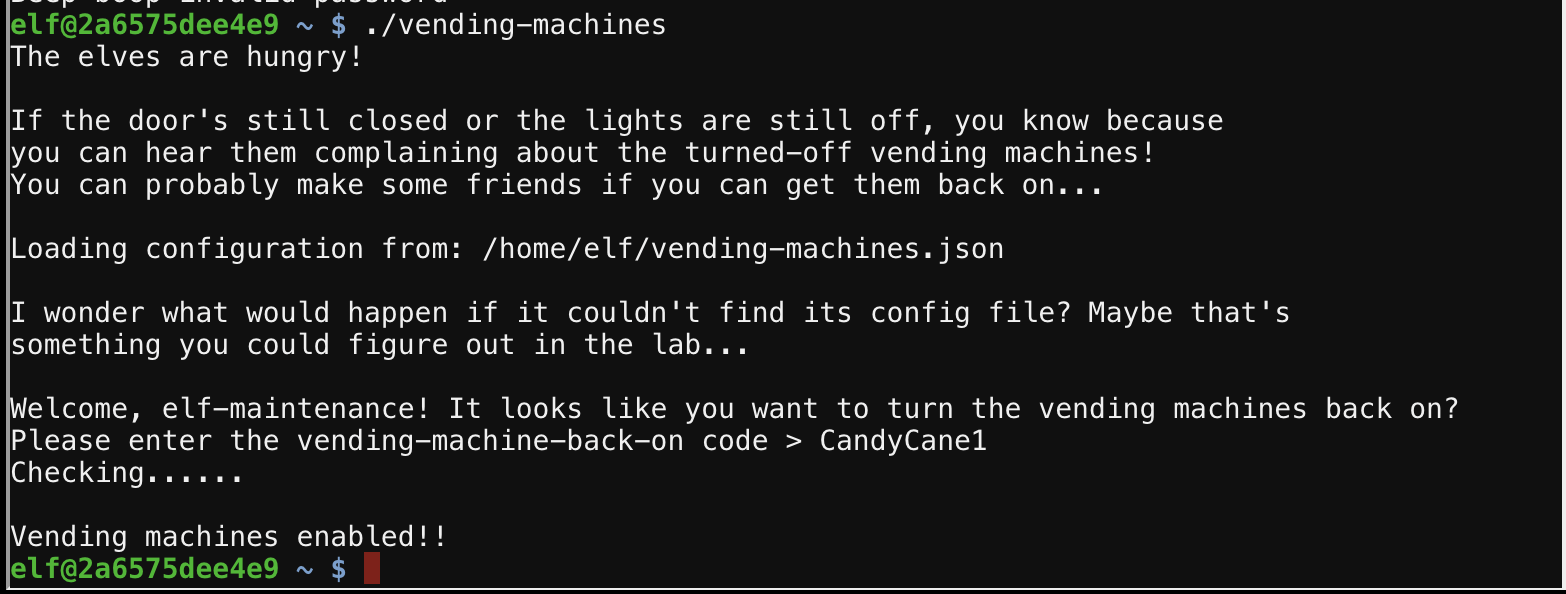 Beep boop invalid password
elf@2a6575dee4e9 ~ $ ./vending-machines
The elves are hungry!
If the door's still closed or the lights are still off, you know because
you can hear them complaining about the turned-off vending machines!
You can probably make some friends if you can get them back on...
Loading configuration from: /home/elf/vending-machines.json
I wonder what would happen if it couldn't find its config file? Maybe that's
something you could figure out in the lab...
Welcome, elf-maintenance! It looks like you want to turn the vending machines back on?
Please enter the vending-machine-back-on code > CandyCane1
Checking......
Vending machines enabled!!
elf@2a6575dee4e9 ~ $